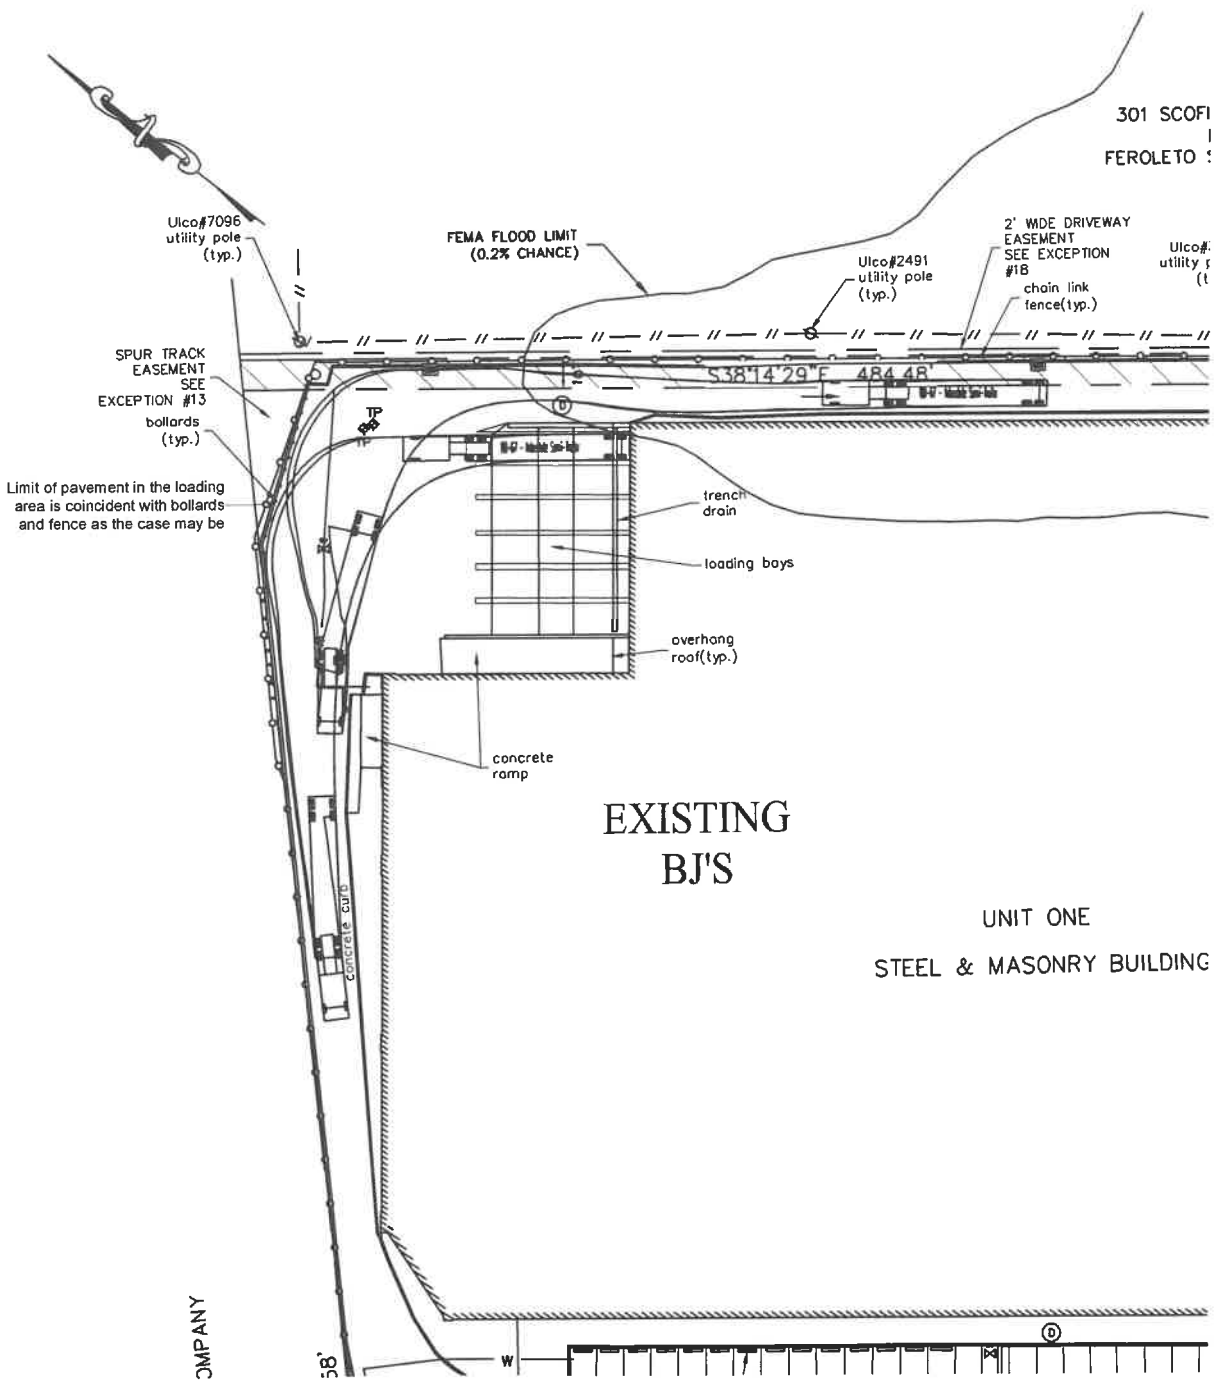 301 SCOFI
FEROLETO
Ulco#7096
utility pole
(typ.)
FEMA FLOOD LIMIT
(0.2% CHANCE)
2' WIDE DRIVEWAY
EASEMENT
SEE EXCEPTION
#18
Ulco#2491
utility pole
(typ.)
Ulco#
utility p
(t
chain link
fence(typ.)
SPUR TRACK
EASEMENT
SEE
EXCEPTION #13
S38°14'29"E 484.48'
bollards
(typ.)
TP
TP
D
Limit of pavement in the loading
area is coincident with bollards
and fence as the case may be
trench
drain
loading bays
overhang
roof(typ.)
concrete
ramp
EXISTING
BJ'S
concrete curb
UNIT ONE
STEEL & MASONRY BUILDING
OMPANY
58'
W
D